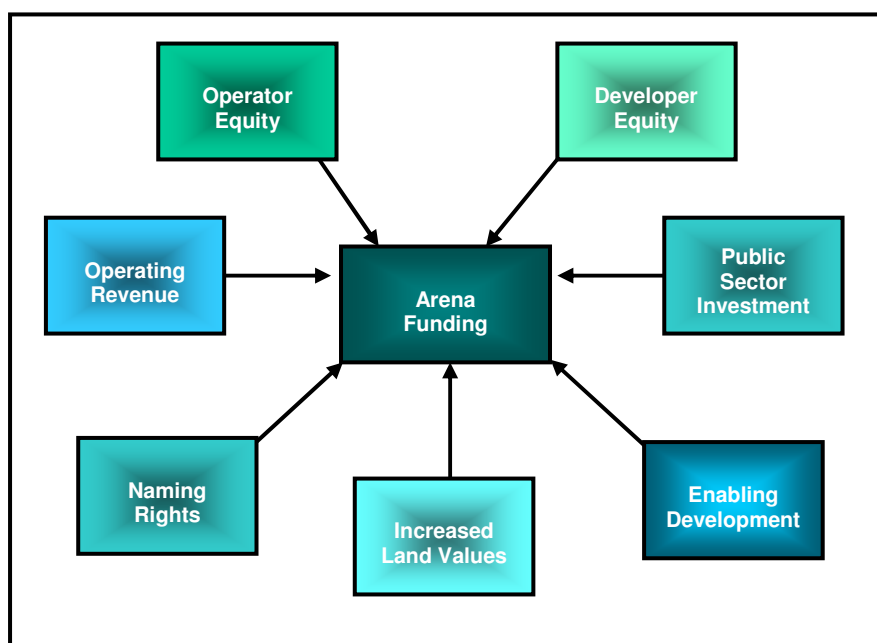 Operator
Equity
Developer
Equity
Operating
Revenue
Arena
Funding
Public
Sector
Investment
Naming
Rights
Increased
Land Values
Enabling
Development